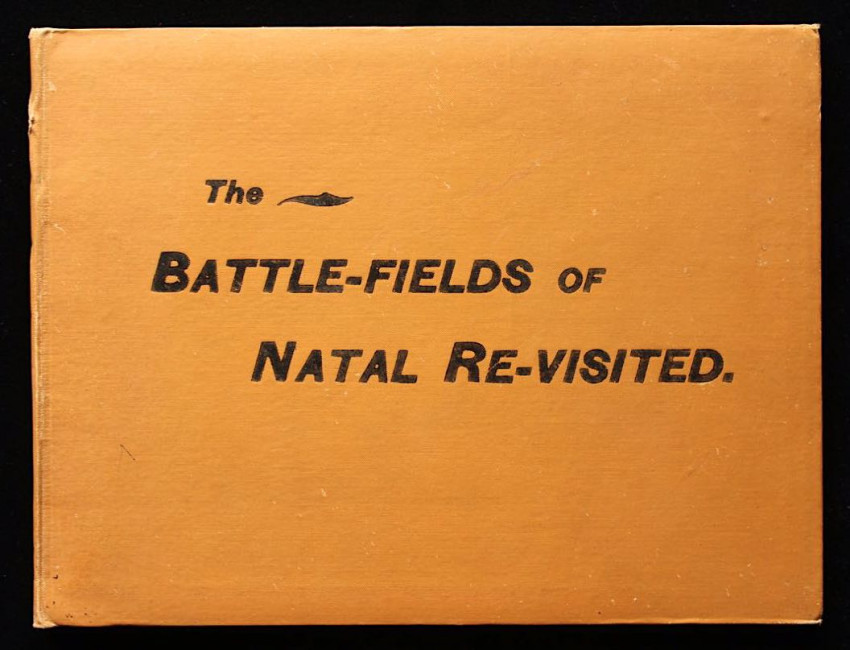 The
BATTLE-FIELDS OF
NATAL RE-VISITED.